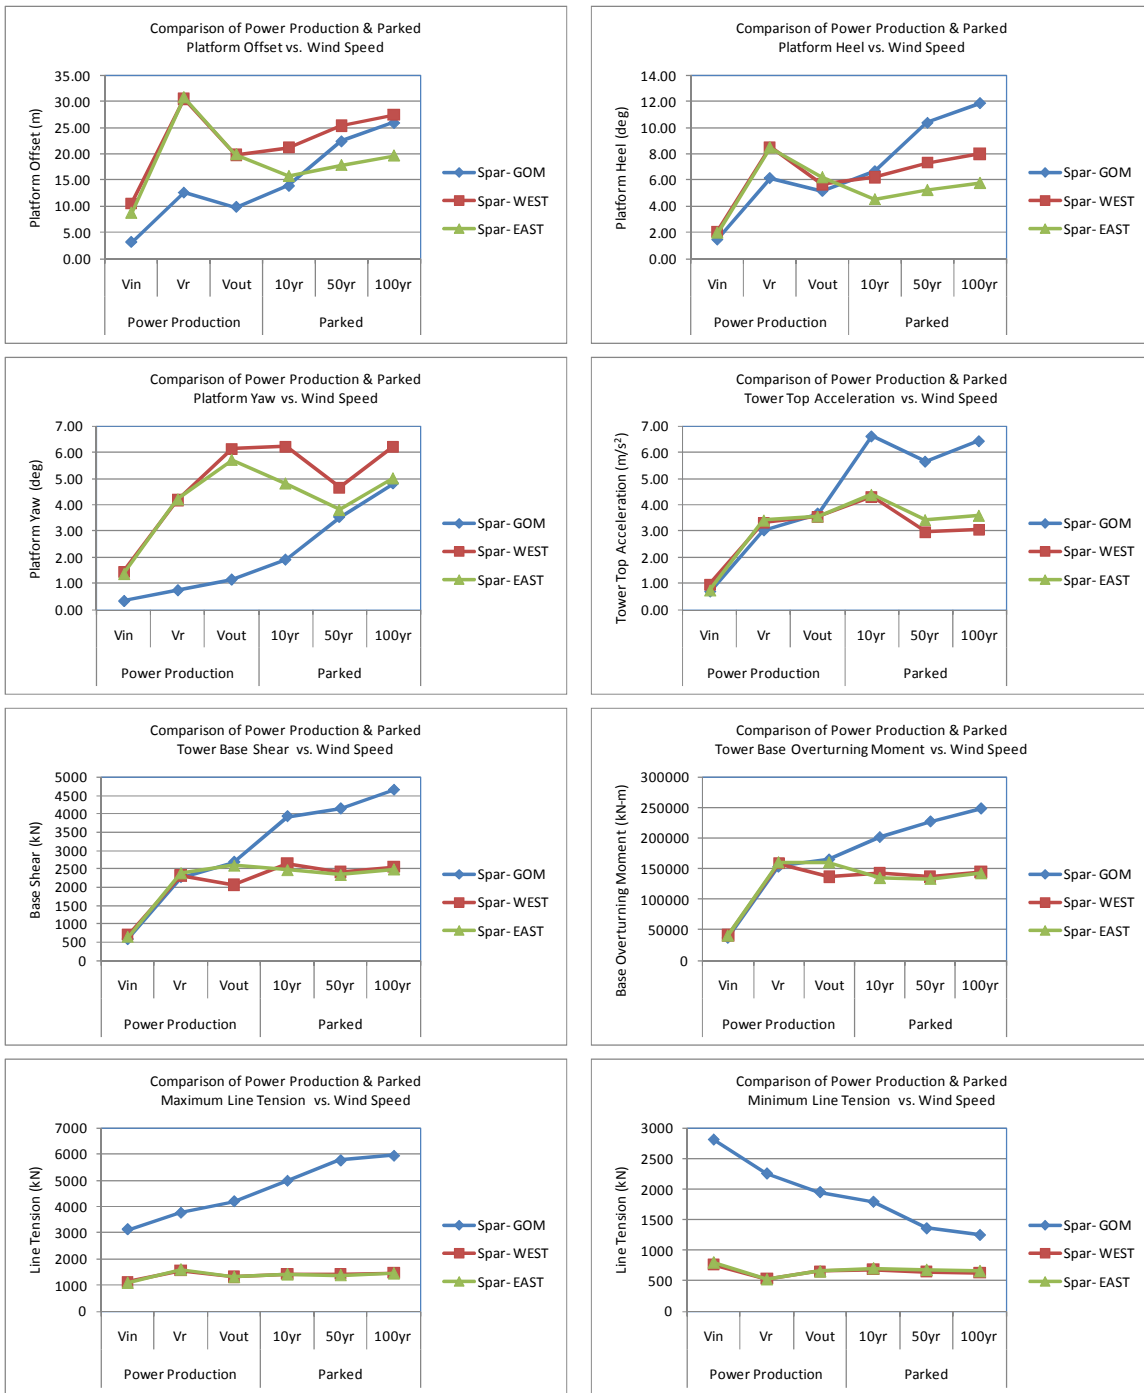 Comparison of Power Production & Parked
Platform Offset vs. Wind Speed
Platform Offset (m)
35.00
30.00
25.00
20.00
15.00
10.00
5.00
0.00
Vin Vr Vout 10yr 50yr 100yr
Power Production Parked
Spar- GOM
Spar- WEST
Spar- EAST
Comparison of Power Production & Parked
Platform Heel vs. Wind Speed
Platform Heel (deg)
14.00
12.00
10.00
8.00
6.00
4.00
2.00
0.00
Vin Vr Vout 10yr 50yr 100yr
Power Production Parked
Spar- GOM
Spar- WEST
Spar- EAST
Comparison of Power Production & Parked
Platform Yaw vs. Wind Speed
Platform Yaw (deg)
7.00
6.00
5.00
4.00
3.00
2.00
1.00
0.00
Vin Vr Vout 10yr 50yr 100yr
Power Production Parked
Spar- GOM
Spar- WEST
Spar- EAST
Comparison of Power Production & Parked
Tower Top Acceleration vs. Wind Speed
Tower Top Acceleration (m/s²)
7.00
6.00
5.00
4.00
3.00
2.00
1.00
0.00
Vin Vr Vout 10yr 50yr 100yr
Power Production Parked
Spar- GOM
Spar- WEST
Spar- EAST
Comparison of Power Production & Parked
Tower Base Shear vs. Wind Speed
Base Shear (kN)
5000
4500
4000
3500
3000
2500
2000
1500
1000
500
0
Vin Vr Vout 10yr 50yr 100yr
Power Production Parked
Spar- GOM
Spar- WEST
Spar- EAST
Comparison of Power Production & Parked
Tower Base Overturning Moment vs. Wind Speed
Base Overturning Moment (kN-m)
300000
250000
200000
150000
100000
50000
0
Vin Vr Vout 10yr 50yr 100yr
Power Production Parked
Spar- GOM
Spar- WEST
Spar- EAST
Comparison of Power Production & Parked
Maximum Line Tension vs. Wind Speed
Line Tension (kN)
7000
6000
5000
4000
3000
2000
1000
0
Vin Vr Vout 10yr 50yr 100yr
Power Production Parked
Spar- GOM
Spar- WEST
Spar- EAST
Comparison of Power Production & Parked
Minimum Line Tension vs. Wind Speed
Line Tension (kN)
3000
2500
2000
1500
1000
500
0
Vin Vr Vout 10yr 50yr 100yr
Power Production Parked
Spar- GOM
Spar- WEST
Spar- EAST